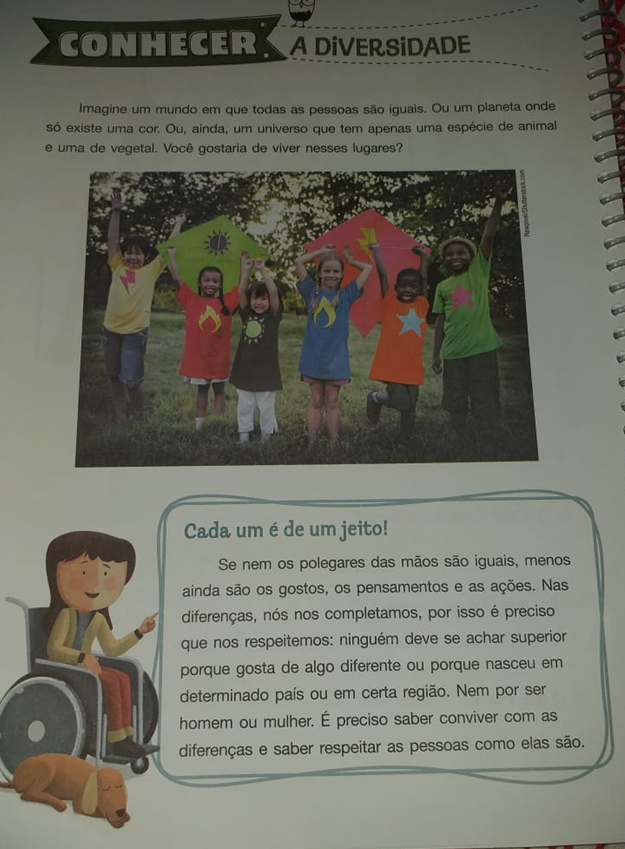 CONHECER A DIVERSIDADE
Imagine um mundo em que todas as pessoas são iguais. Ou um planeta onde
só existe uma cor. Ou, ainda, um universo que tem apenas uma espécie de animal
e uma de vegetal. Você gostaria de viver nesses lugares?
Rawpixel/Shutterstock.com
Cada um é de um jeito!
Se nem os polegares das mãos são iguais, menos
ainda são os gostos, os pensamentos e as ações. Nas
diferenças, nós nos completamos, por isso é preciso
que nos respeitemos: ninguém deve se achar superior
porque gosta de algo diferente ou porque nasceu em
determinado país ou em certa região. Nem por ser
homem ou mulher. É preciso saber conviver com as
diferenças e saber respeitar as pessoas como elas são.